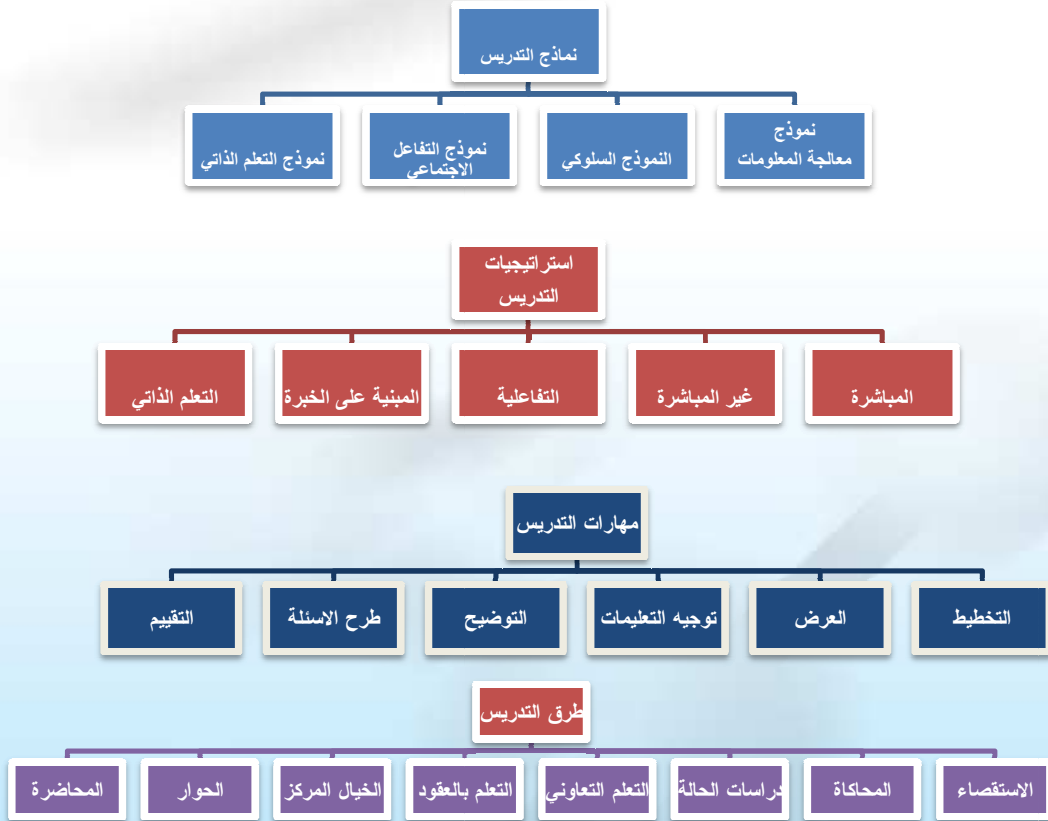 نماذج التدريس
نموذج
معالجة المعلومات
النموذج السلوكي
نموذج التفاعل
الاجتماعي
نموذج التعلم الذاتي
استراتيجيات
التدريس
المباشرة
غير المباشرة
التفاعلية
المبنية على الخبرة
التعلم الذاتي
مهارات التدريس
التخطيط
العرض
توجيه التعليمات
التوضيح
طرح الاسئلة
التقييم
طرق التدريس
الاستقصاء
المحاكاة
دراسات الحالة
التعلم التعاوني
التعلم بالعقود
الخيال المركز
الحوار
المحاضرة